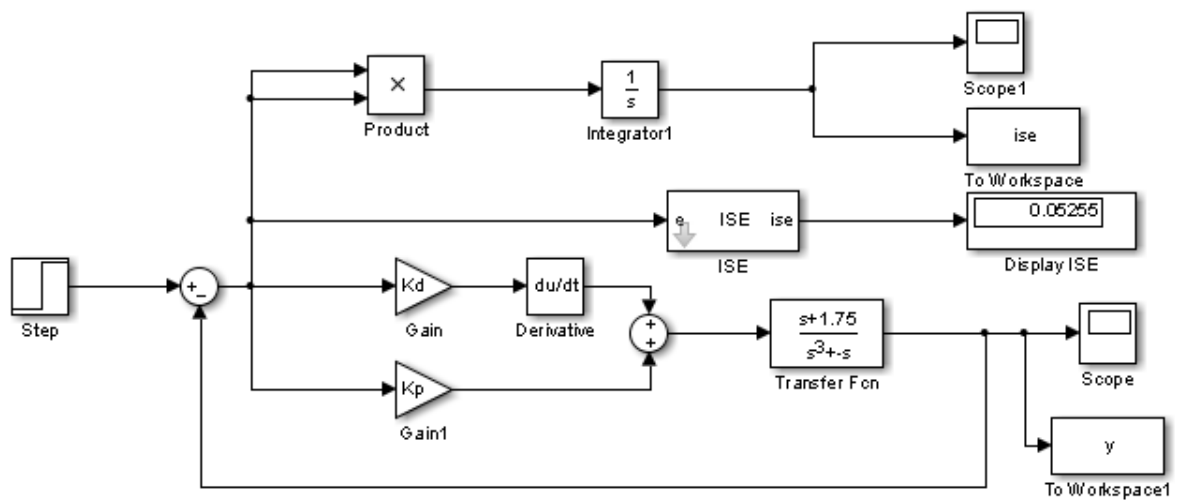 ×
Product
1
s
Integrator1
Scope1
ise
To Workspace
e ISE ise
ISE
0.05255
Display ISE
Step
+
−
Kd
Gain
du/dt
Derivative
+
+
s+1.75
s³+-s
Transfer Fcn
Scope
Kp
Gain1
y
To Workspace1